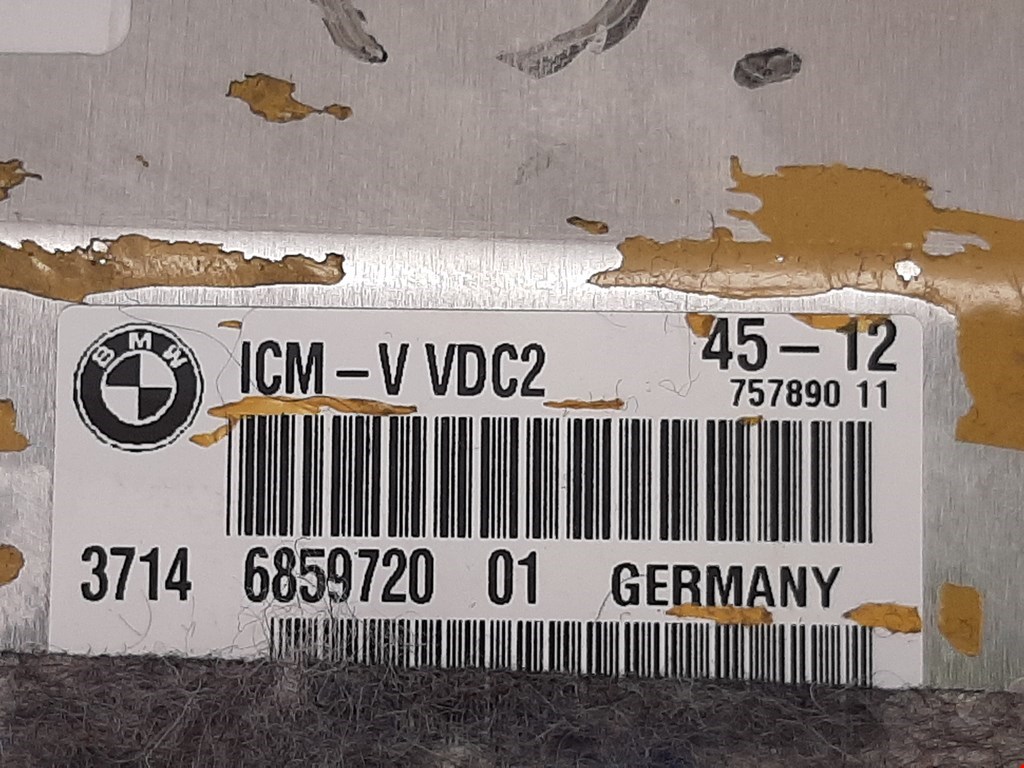 BMW
ICM-V VDC2
45-12
757890 11
3714 6859720 01 GERMANY